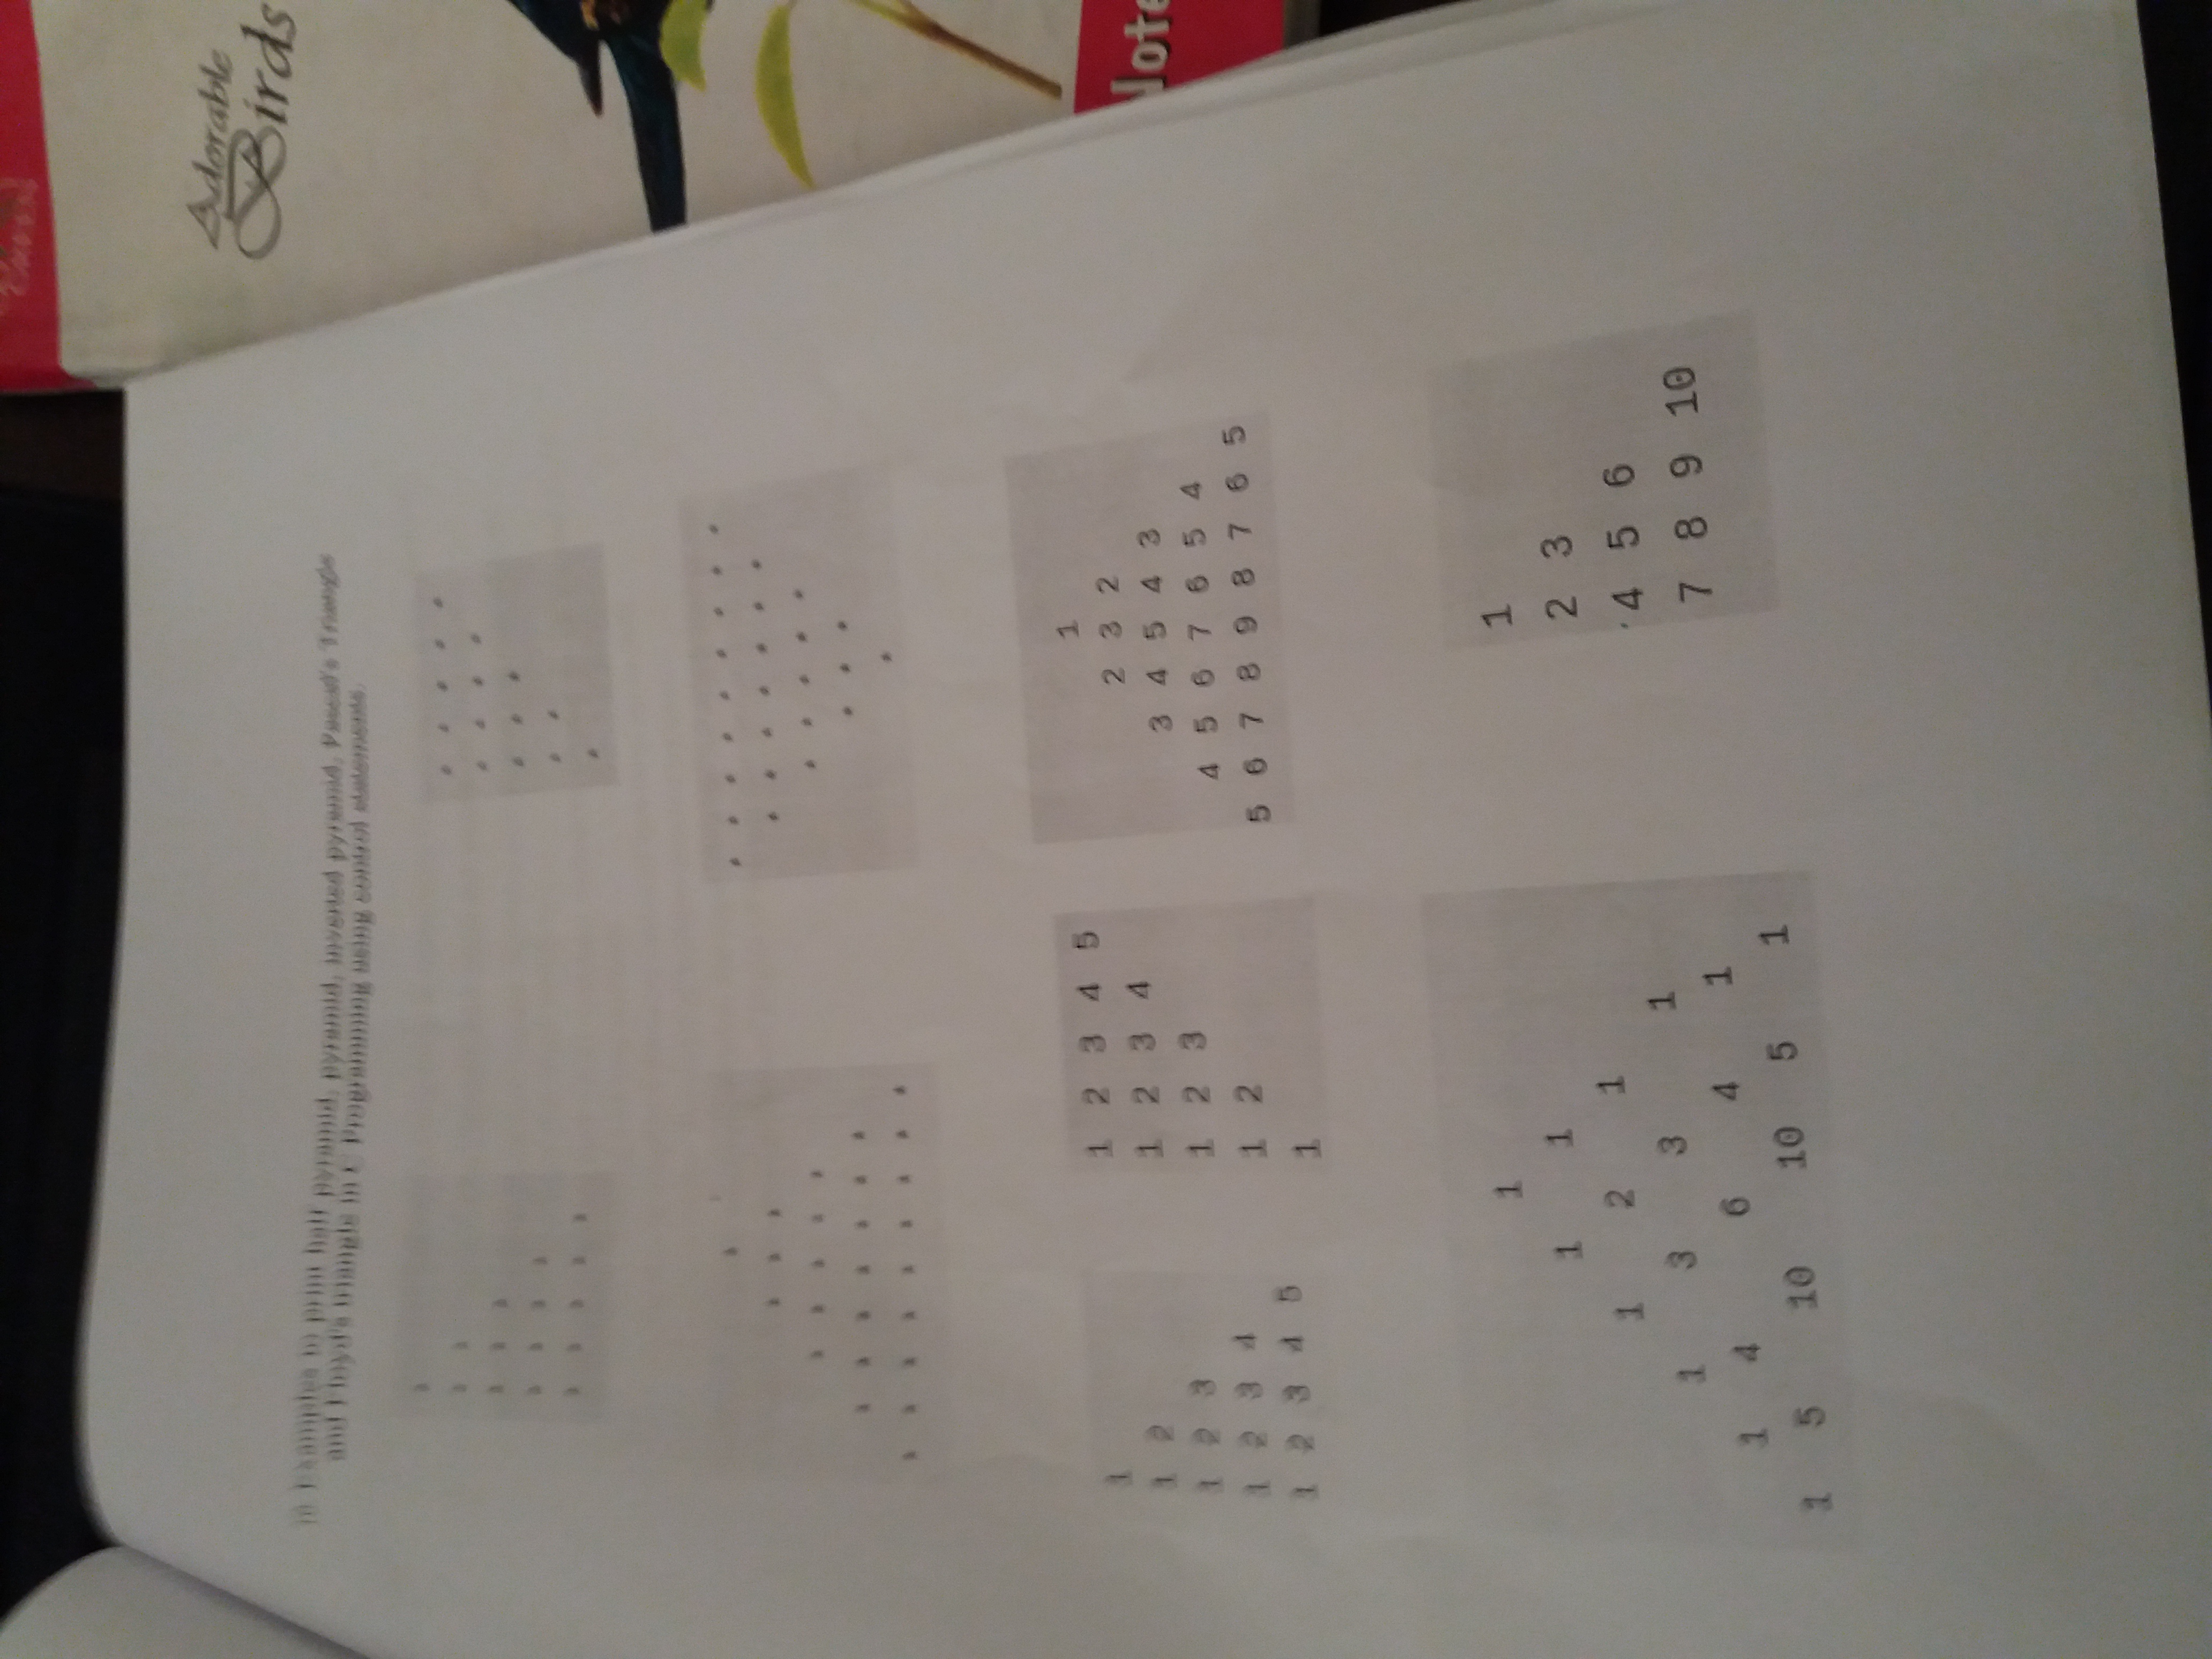 Examples to print half pyramid, pyramid, inverted pyramid, Pascal's Triangle
and Floyd's triangle in C Programming using control statements.
*
* *
* * *
* * * *
* * * * *
* * * * *
* * * *
* * *
* *
*
*
* * *
* * * * *
* * * * * * *
* * * * * * * * *
* * * * * * * * *
* * * * * * *
* * * * *
* * *
*
1
1 2
1 2 3
1 2 3 4
1 2 3 4 5
1 2 3 4 5
1 2 3 4
1 2 3
1 2
1
1
2 3 2
3 4 5 4 3
4 5 6 7 6 5 4
5 6 7 8 9 8 7 6 5
1
1 1
1 2 1
1 3 3 1
1 4 6 4 1
1 5 10 10 5 1
1
2 3
4 5 6
7 8 9 10
Adorable
Birds